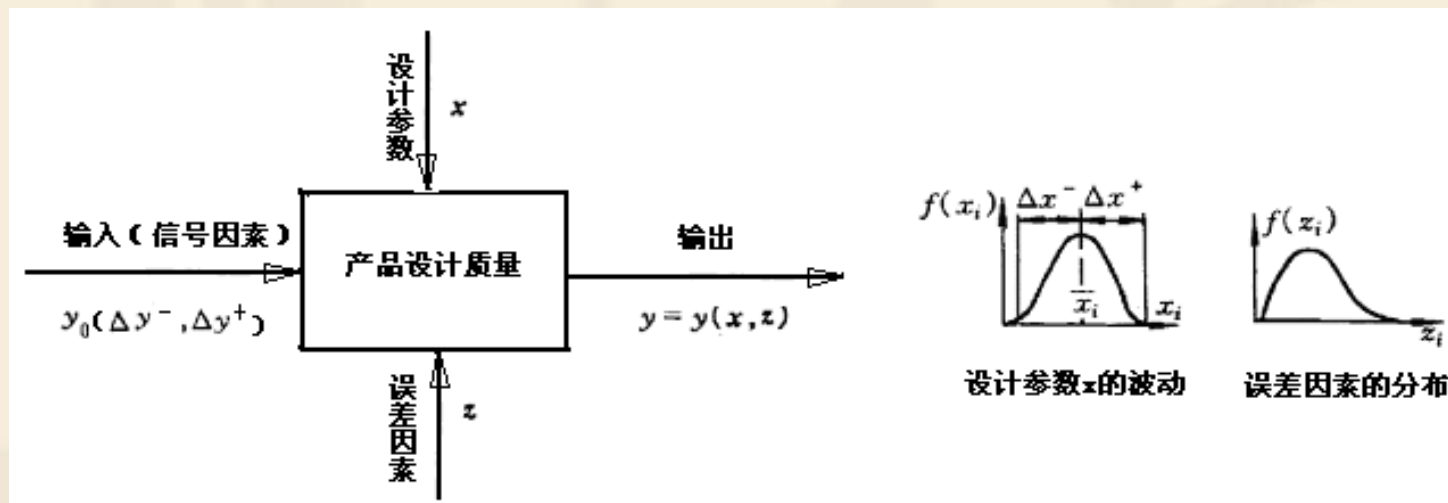 设计参数
x
输入（信号因素）
y₀(Δy⁻,Δy⁺)
产品设计质量
输出
y=y(x,z)
误差因素
z
f(xᵢ)
Δx⁻ Δx⁺
x̄ᵢ
xᵢ
设计参数x的波动
f(zᵢ)
zᵢ
误差因素的分布